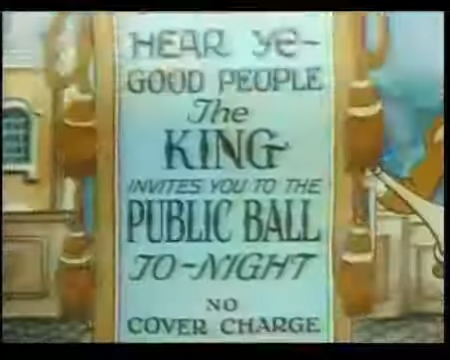 HEAR YE-
GOOD PEOPLE
The
KING
INVITES YOU TO THE
PUBLIC BALL
TO-NIGHT
NO
COVER CHARGE